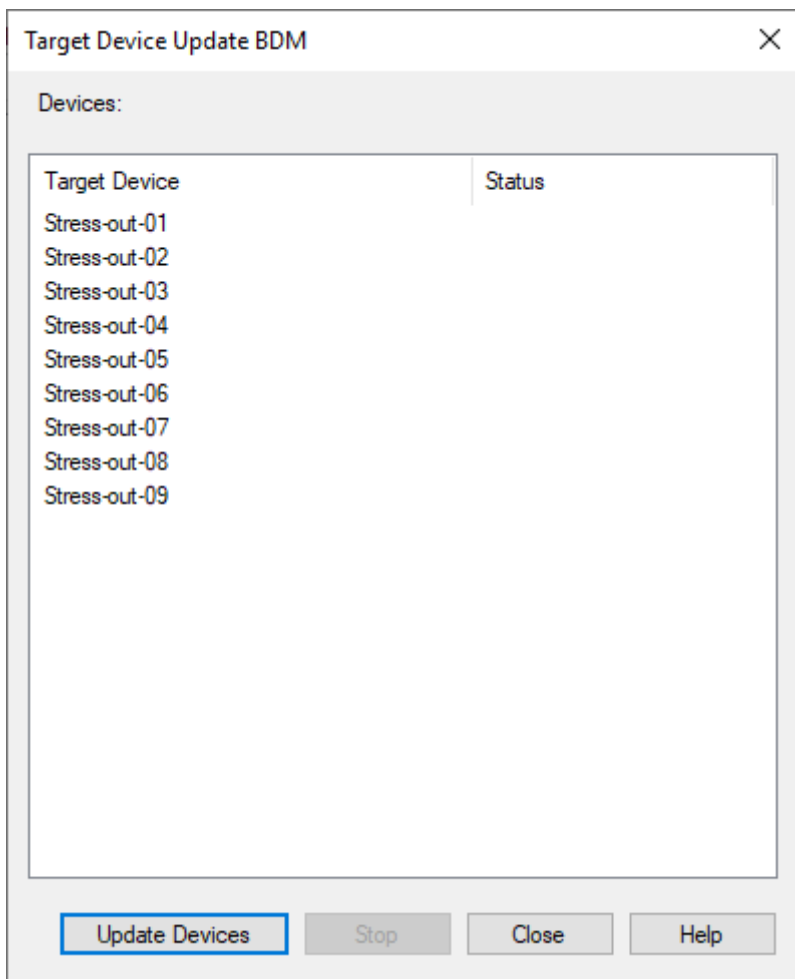 Target Device Update BDM
Devices:
Target Device Status
Stress-out-01
Stress-out-02
Stress-out-03
Stress-out-04
Stress-out-05
Stress-out-06
Stress-out-07
Stress-out-08
Stress-out-09
Update Devices Stop Close Help